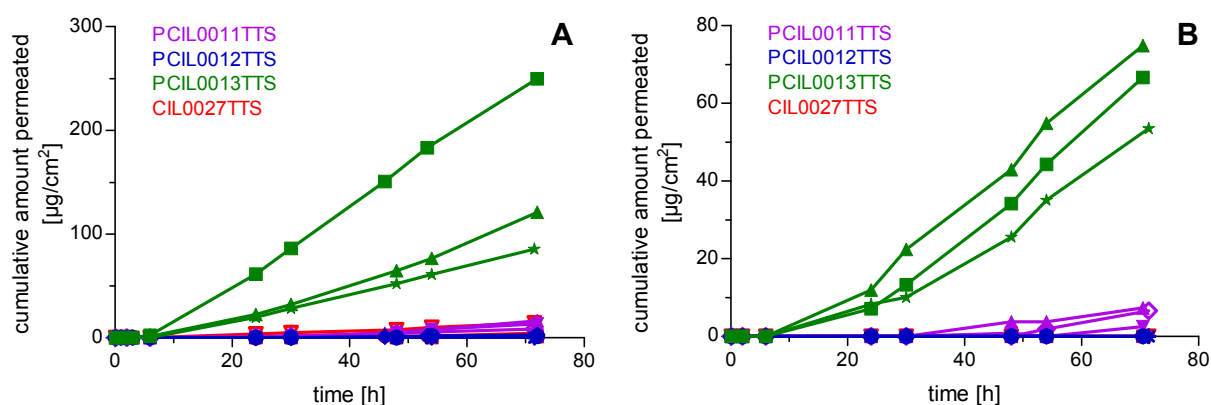 A
PCIL0011TTS
PCIL0012TTS
PCIL0013TTS
CIL0027TTS
cumulative amount permeated
[µg/cm²]
300
250
100
50
0
0 20 40 60 80
time [h]
B
PCIL0011TTS
PCIL0012TTS
PCIL0013TTS
CIL0027TTS
cumulative amount permeated
[µg/cm²]
80
60
40
20
0
0 20 40 60 80
time [h]